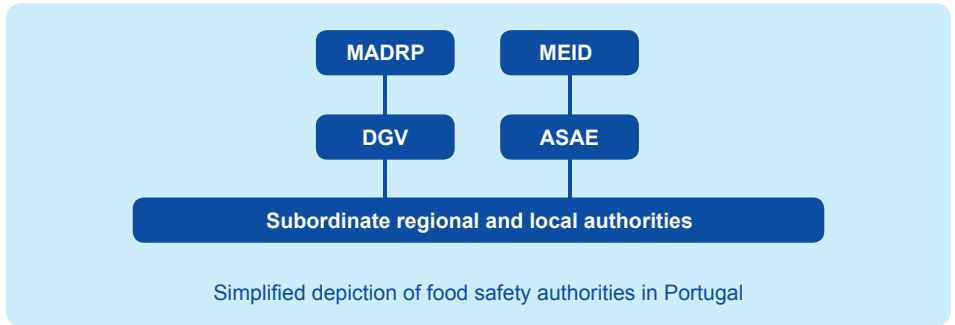 MADRP MEID
DGV ASAE
Subordinate regional and local authorities
Simplified depiction of food safety authorities in Portugal